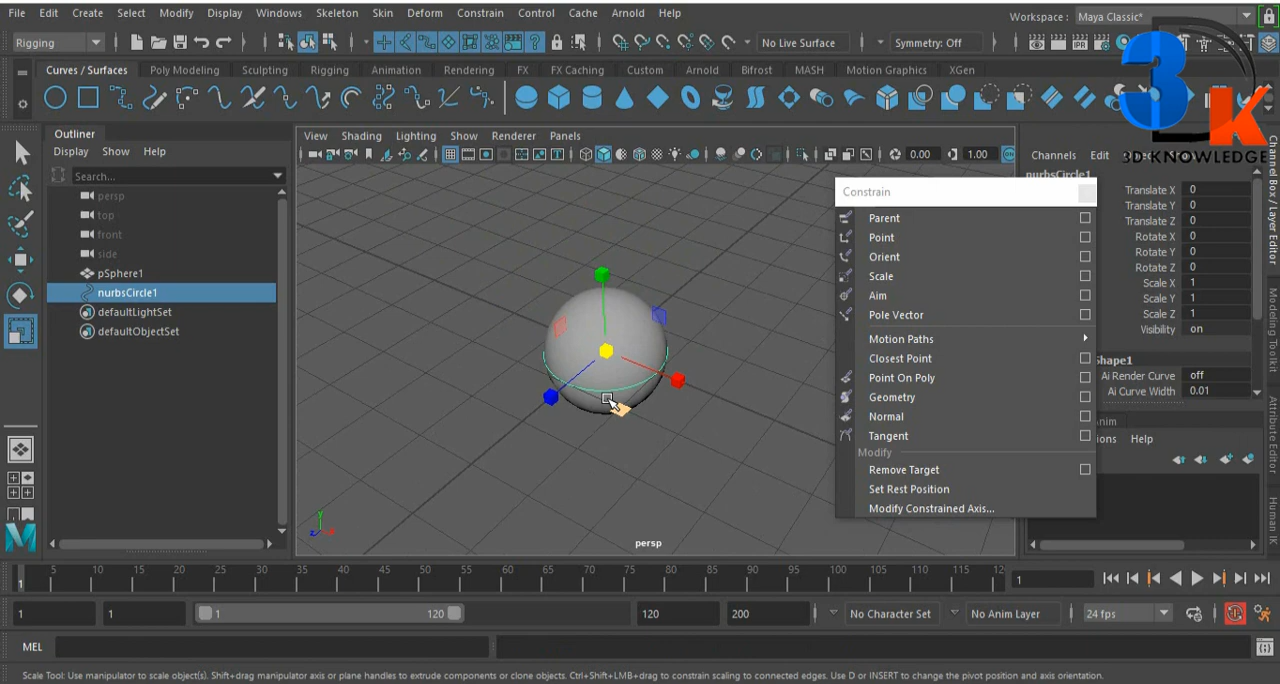 File Edit Create Select Modify Display Windows Skeleton Skin Deform Constrain Control Cache Arnold Help
Workspace : Maya Classic*
Rigging
No Live Surface
Symmetry: Off
Curves / Surfaces Poly Modeling Sculpting Rigging Animation Rendering FX FX Caching Custom Arnold Bifrost MASH Motion Graphics XGen
3D KNOWLEDGE
Outliner
Display Show Help
Search...
persp
top
front
side
pSphere1
nurbsCircle1
defaultLightSet
defaultObjectSet
View Shading Lighting Show Renderer Panels
0.00 1.00
y
z x
persp
Constrain
Parent
Point
Orient
Scale
Aim
Pole Vector
Motion Paths
Closest Point
Point On Poly
Geometry
Normal
Tangent
Modify
Remove Target
Set Rest Position
Modify Constrained Axis...
Channels Edit
nurbsCircle1
Translate X 0
Translate Y 0
Translate Z 0
Rotate X 0
Rotate Y 0
Rotate Z 0
Scale X 1
Scale Y 1
Scale Z 1
Visibility on
Shape1
Ai Render Curve off
Ai Curve Width 0.01
nim
ions Help
Channel Box / Layer Editor
Modeling Toolkit
Attribute Editor
Human IK
1 5 10 15 20 25 30 35 40 45 50 55 60 65 70 75 80 85 90 95 100 105 110 115 12
1
1 1 1 120 120 200
No Character Set
No Anim Layer
24 fps
MEL
Scale Tool: Use manipulator to scale object(s). Shift+drag manipulator axis or plane handles to extrude components or clone objects. Ctrl+Shift+LMB+drag to constrain scaling to connected edges. Use D or INSERT to change the pivot position and axis orientation.